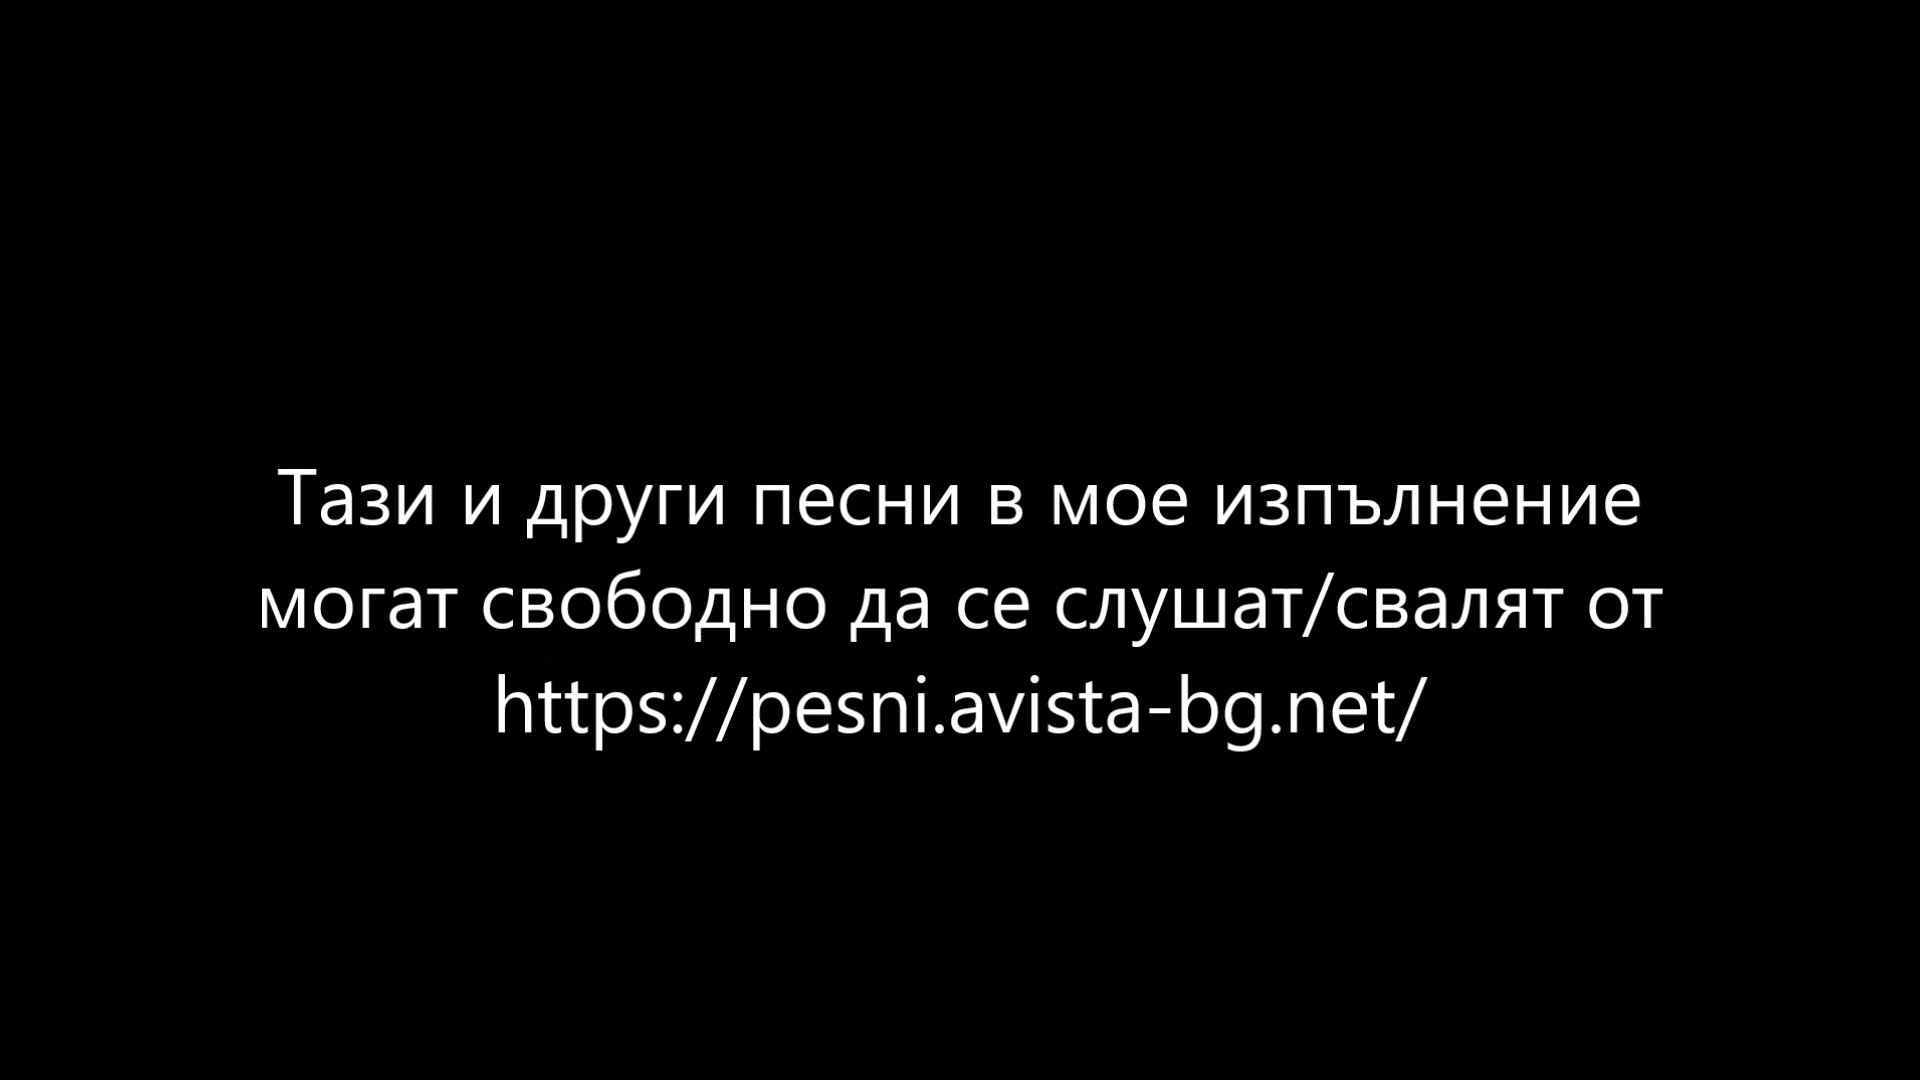 Тази и други песни в мое изпълнение
могат свободно да се слушат/свалят от
https://pesni.avista-bg.net/